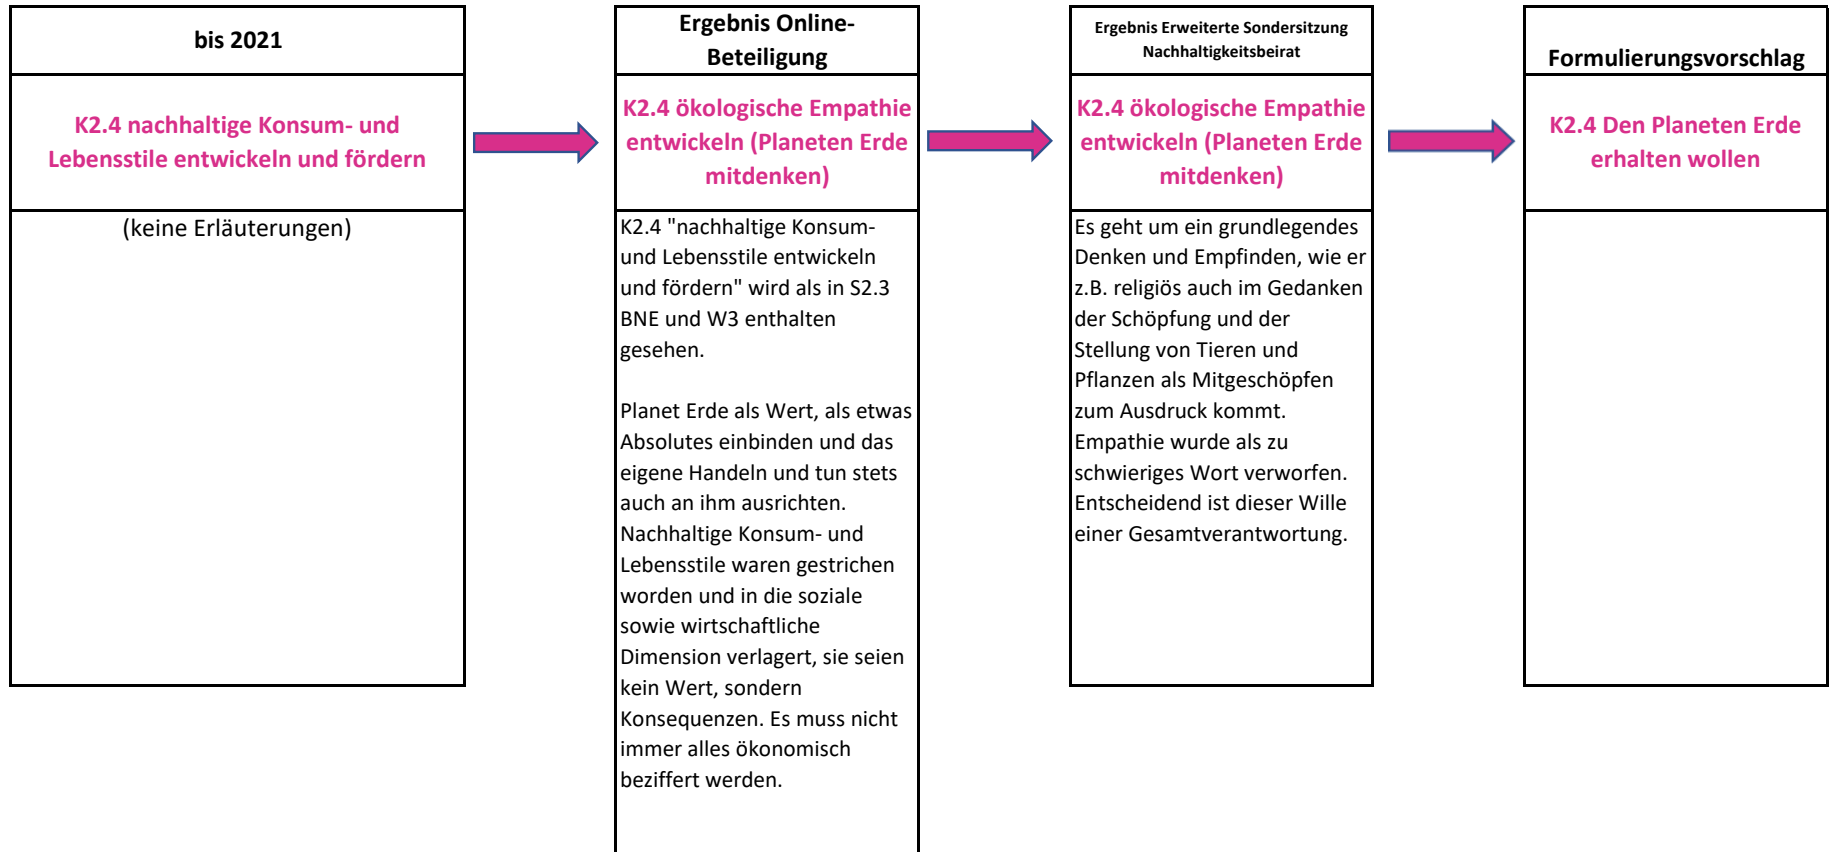 bis 2021
K2.4 nachhaltige Konsum- und
Lebensstile entwickeln und fördern
(keine Erläuterungen)
Ergebnis Online-
Beteiligung
K2.4 ökologische Empathie
entwickeln (Planeten Erde
mitdenken)
K2.4 "nachhaltige Konsum-
und Lebensstile entwickeln
und fördern" wird als in S2.3
BNE und W3 enthalten
gesehen.
Planet Erde als Wert, als etwas
Absolutes einbinden und das
eigene Handeln und tun stets
auch an ihm ausrichten.
Nachhaltige Konsum- und
Lebensstile waren gestrichen
worden und in die soziale
sowie wirtschaftliche
Dimension verlagert, sie seien
kein Wert, sondern
Konsequenzen. Es muss nicht
immer alles ökonomisch
beziffert werden.
Ergebnis Erweiterte Sondersitzung
Nachhaltigkeitsbeirat
K2.4 ökologische Empathie
entwickeln (Planeten Erde
mitdenken)
Es geht um ein grundlegendes
Denken und Empfinden, wie er
z.B. religiös auch im Gedanken
der Schöpfung und der
Stellung von Tieren und
Pflanzen als Mitgeschöpfen
zum Ausdruck kommt.
Empathie wurde als zu
schwieriges Wort verworfen.
Entscheidend ist dieser Wille
einer Gesamtverantwortung.
Formulierungsvorschlag
K2.4 Den Planeten Erde
erhalten wollen